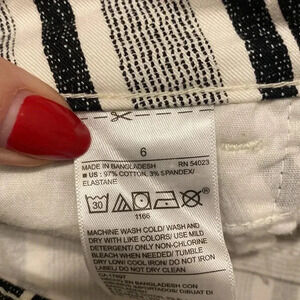 6
MADE IN BANGLADESH RN 54023
■ US : 97% COTTON, 3% SPANDEX/
ELASTANE
30
1166
MACHINE WASH COLD/ WASH AND
DRY WITH LIKE COLORS/ USE MILD
DETERGENT/ ONLY NON-CHLORINE
BLEACH WHEN NEEDED/ TUMBLE
DRY LOW/ COOL IRON/ DO NOT IRON
LABEL/ DO NOT DRY CLEAN